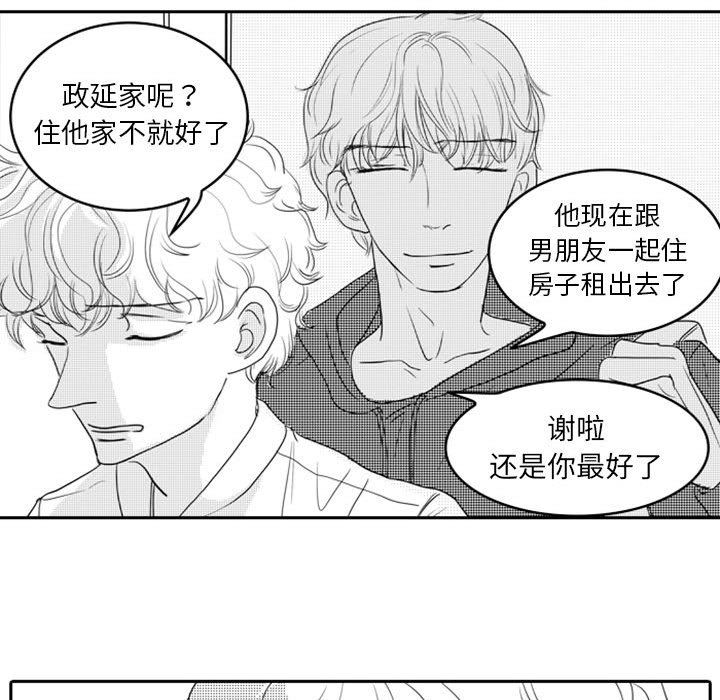 政延家呢？
住他家不就好了
他现在跟
男朋友一起住
房子租出去了
谢啦
还是你最好了